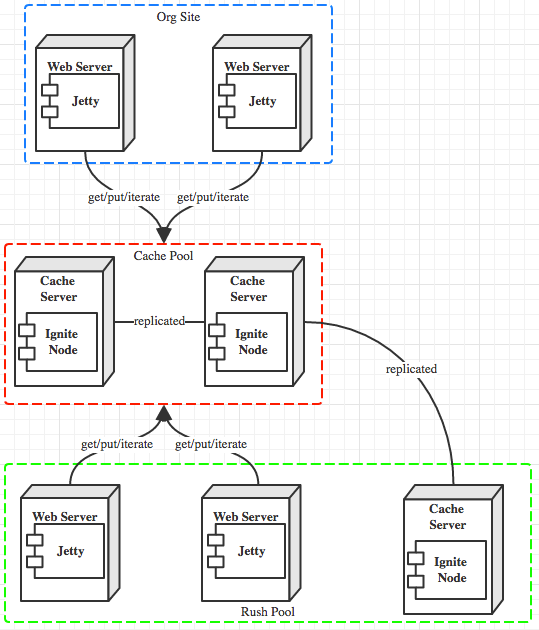 Org Site
Web Server
Jetty
Web Server
Jetty
get/put/iterate
get/put/iterate
Cache Pool
Cache
Server
Ignite
Node
replicated
Cache
Server
Ignite
Node
replicated
get/put/iterate
get/put/iterate
Web Server
Jetty
Web Server
Jetty
Cache
Server
Ignite
Node
Rush Pool